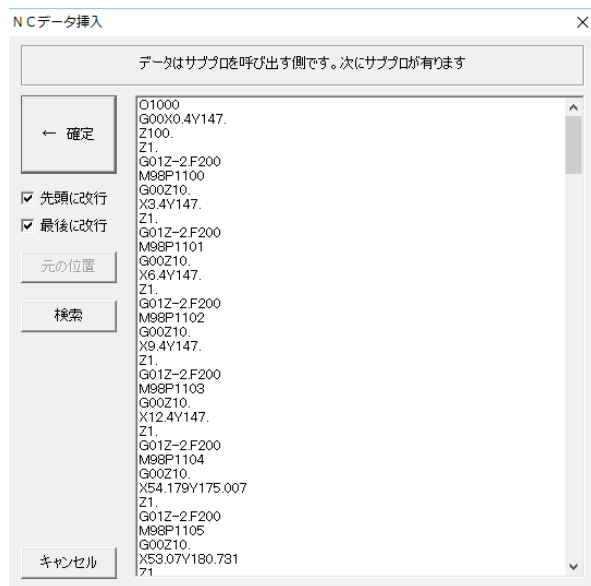 ＮＣデータ挿入
データはサブプロを呼び出す側です。次にサブプロが有ります
← 確定
先頭に改行
最後に改行
元の位置
検索
キャンセル
O1000
G00X0.4Y147.
Z100.
Z1.
G01Z-2.F200
M98P1100
G00Z10.
X3.4Y147.
Z1.
G01Z-2.F200
M98P1101
G00Z10.
X6.4Y147.
Z1.
G01Z-2.F200
M98P1102
G00Z10.
X9.4Y147.
Z1.
G01Z-2.F200
M98P1103
G00Z10.
X12.4Y147.
Z1.
G01Z-2.F200
M98P1104
G00Z10.
X54.179Y175.007
Z1.
G01Z-2.F200
M98P1105
G00Z10.
X53.07Y180.731
Z1